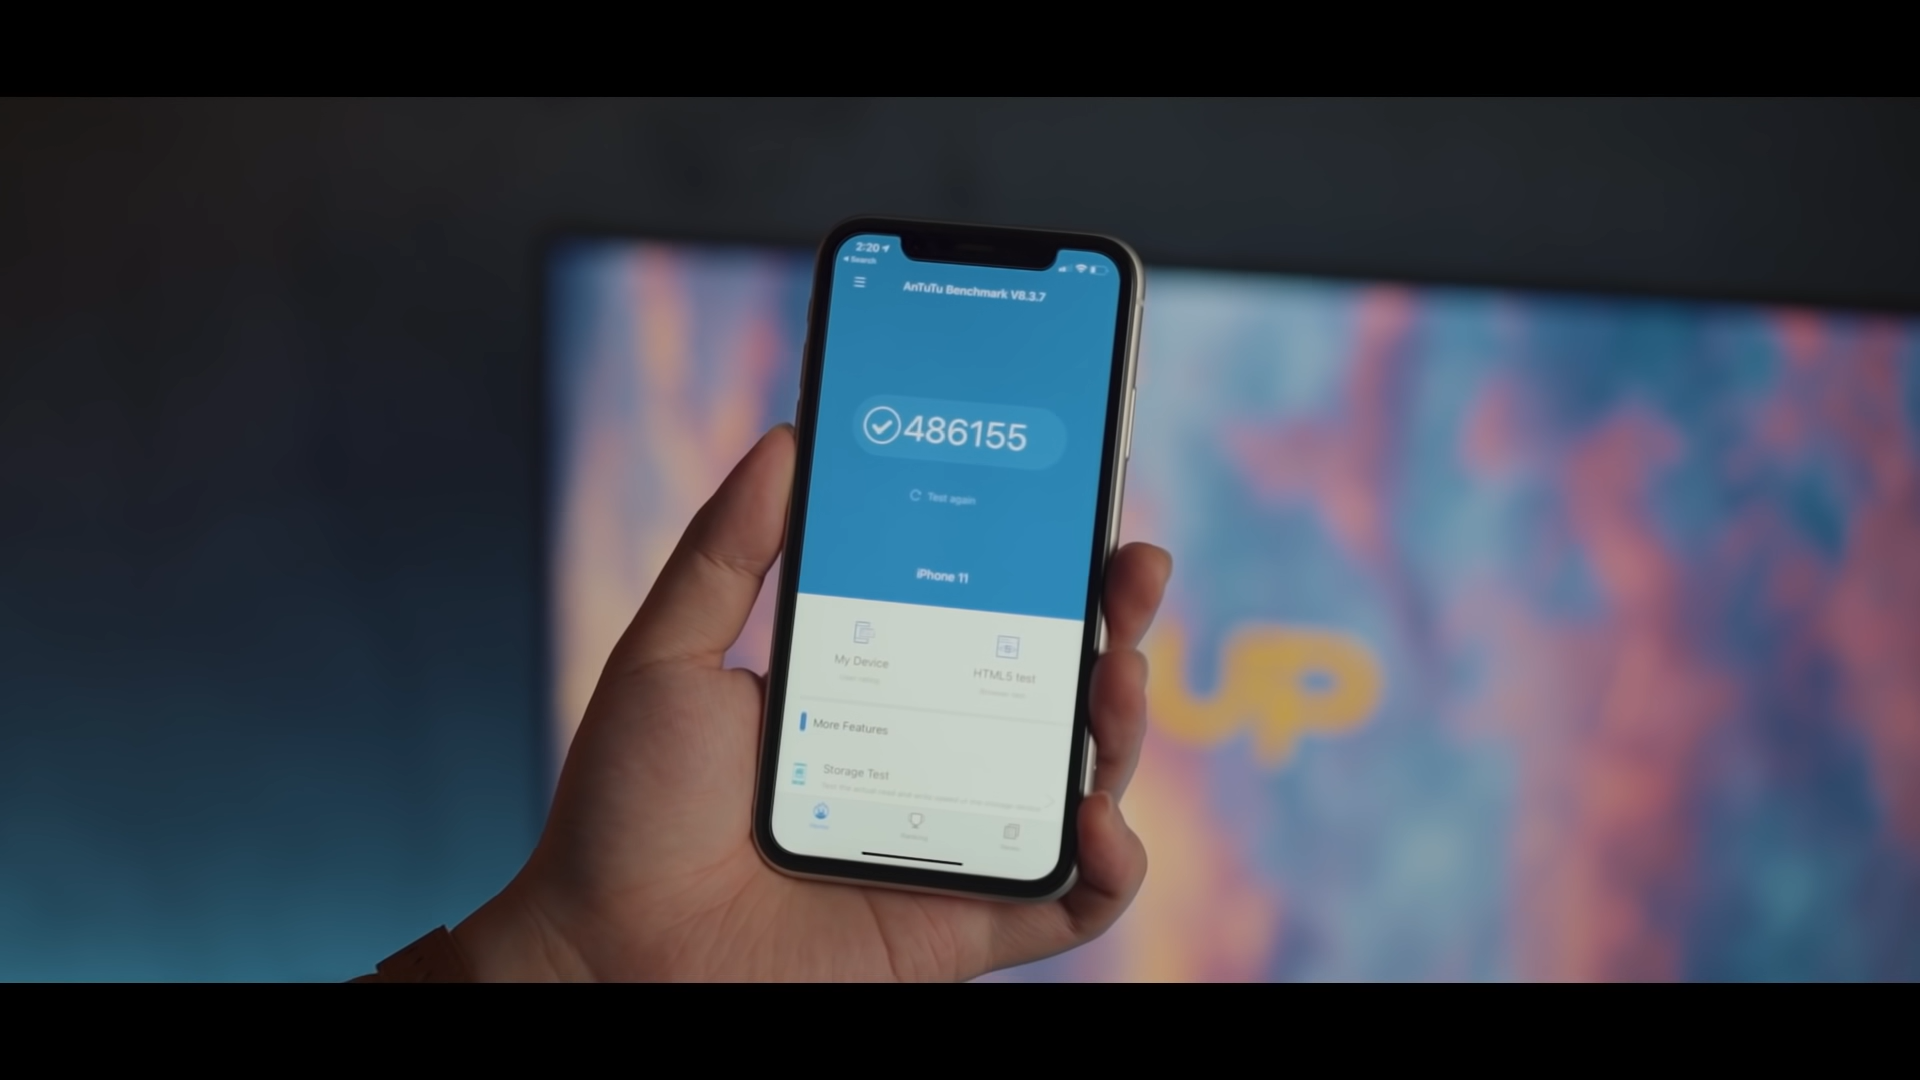 2:20
Search
AnTuTu Benchmark V8.3.7
486155
Test again
iPhone 11
My Device
HTML5 test
More Features
Storage Test
up